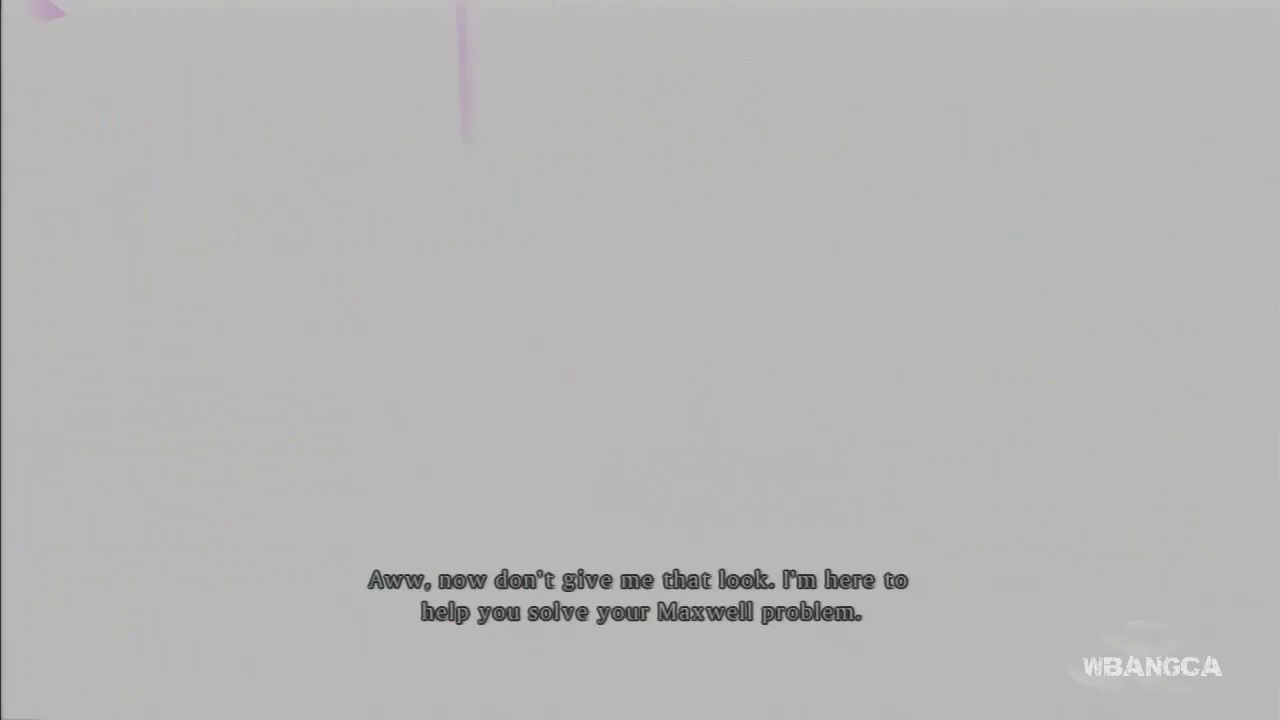 Aww, now don't give me that look. I'm here to
help you solve your Maxwell problem.
WBANGCA